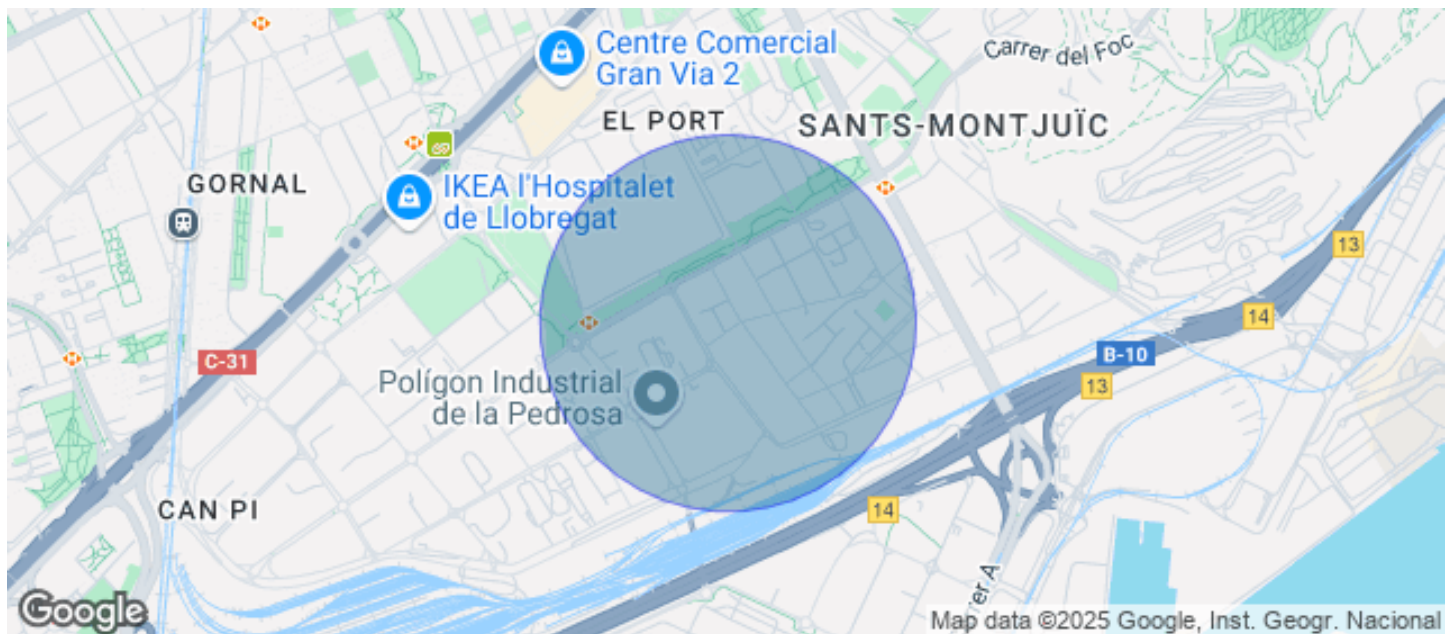 Centre Comercial
Gran Via 2
Carrer del Foc
EL PORT
SANTS-MONTJUÏC
GORNAL
IKEA l'Hospitalet
de Llobregat
13
14
C-31
B-10
13
Polígon Industrial
de la Pedrosa
CAN PI
14
er A
Google
Map data ©2025 Google, Inst. Geogr. Nacional